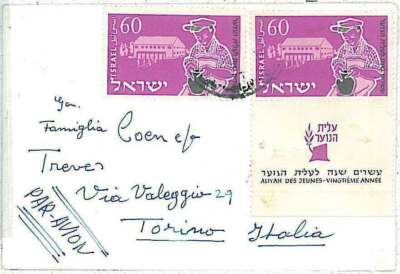 60 ISRAEL ישראל
60 ISRAEL ישראל
עלית
הנוער
עשרים שנה לעלית הנוער
ALIYAH DES JEUNES-VINGTIÈME ANNÉE
Famiglia Coen e/o
Treves
Via Valeggio 29
Torino Italia
PAR-AVION